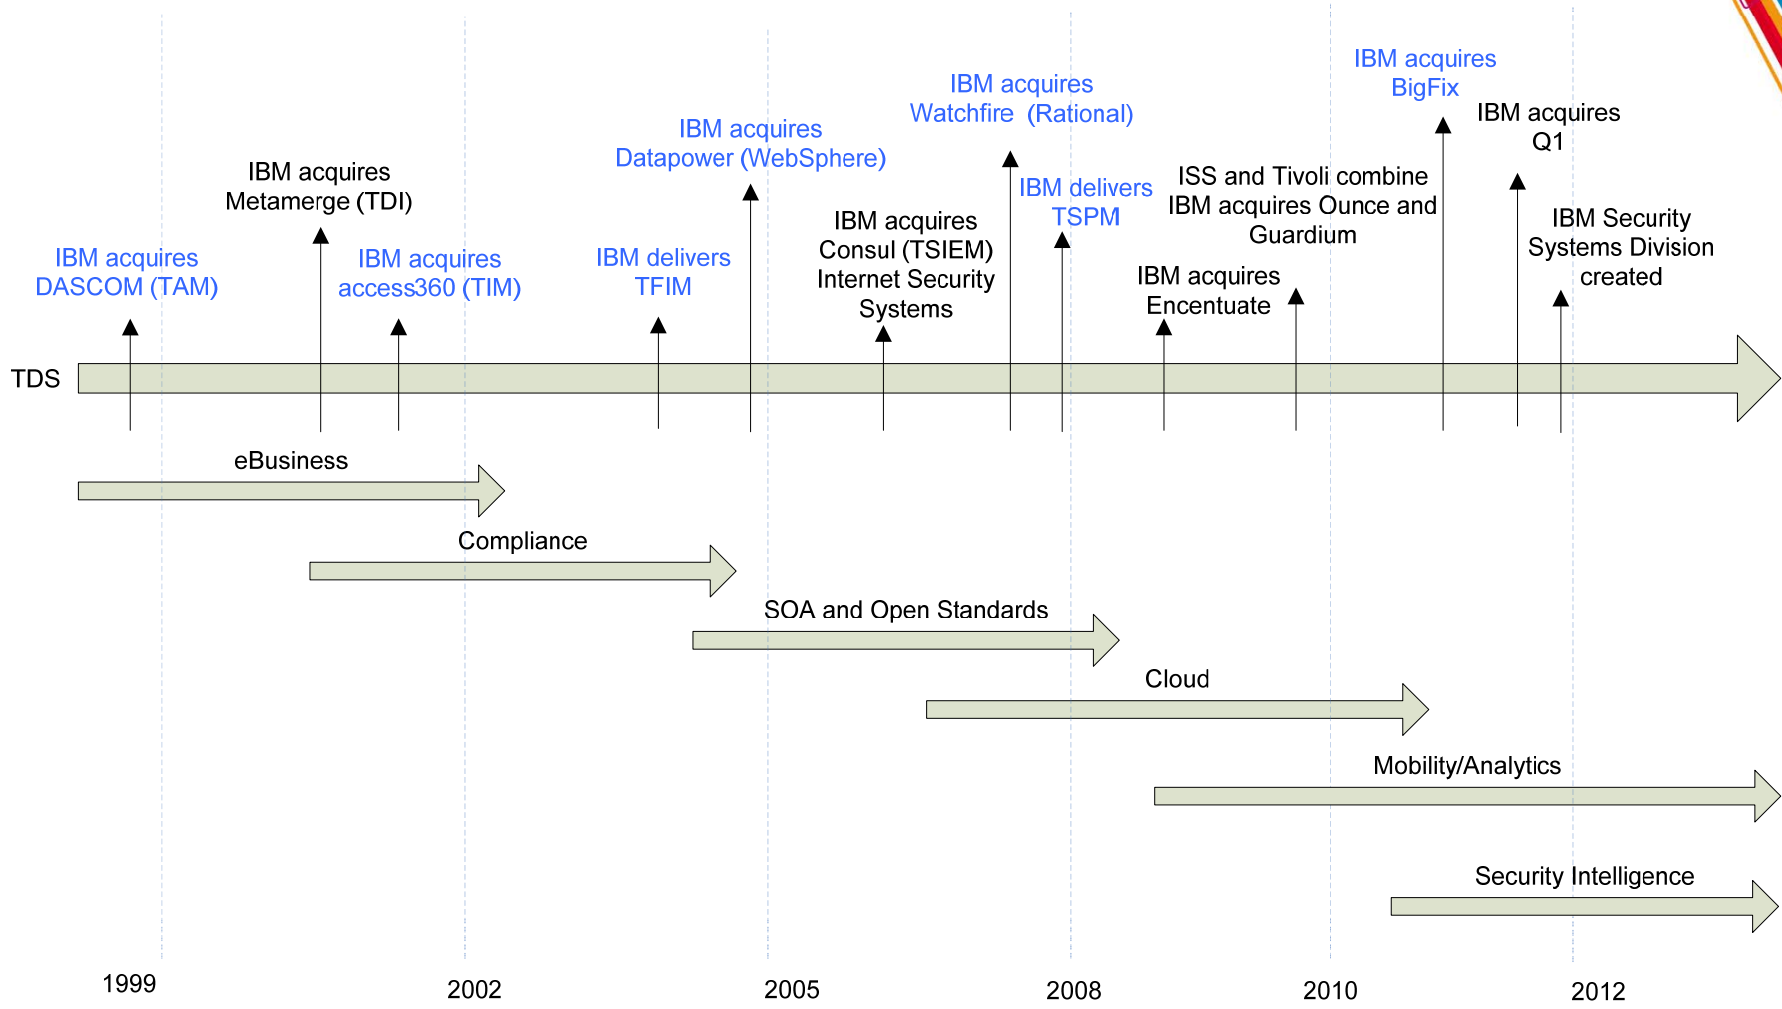 IBM acquires
DASCOM (TAM)
IBM acquires
Metamerge (TDI)
IBM acquires
access360 (TIM)
IBM delivers
TFIM
IBM acquires
Datapower (WebSphere)
IBM acquires
Consul (TSIEM)
Internet Security
Systems
IBM acquires
Watchfire (Rational)
IBM delivers
TSPM
IBM acquires
Encentuate
ISS and Tivoli combine
IBM acquires Ounce and
Guardium
IBM acquires
BigFix
IBM acquires
Q1
IBM Security
Systems Division
created
TDS
eBusiness
Compliance
SOA and Open Standards
Cloud
Mobility/Analytics
Security Intelligence
1999
2002
2005
2008
2010
2012